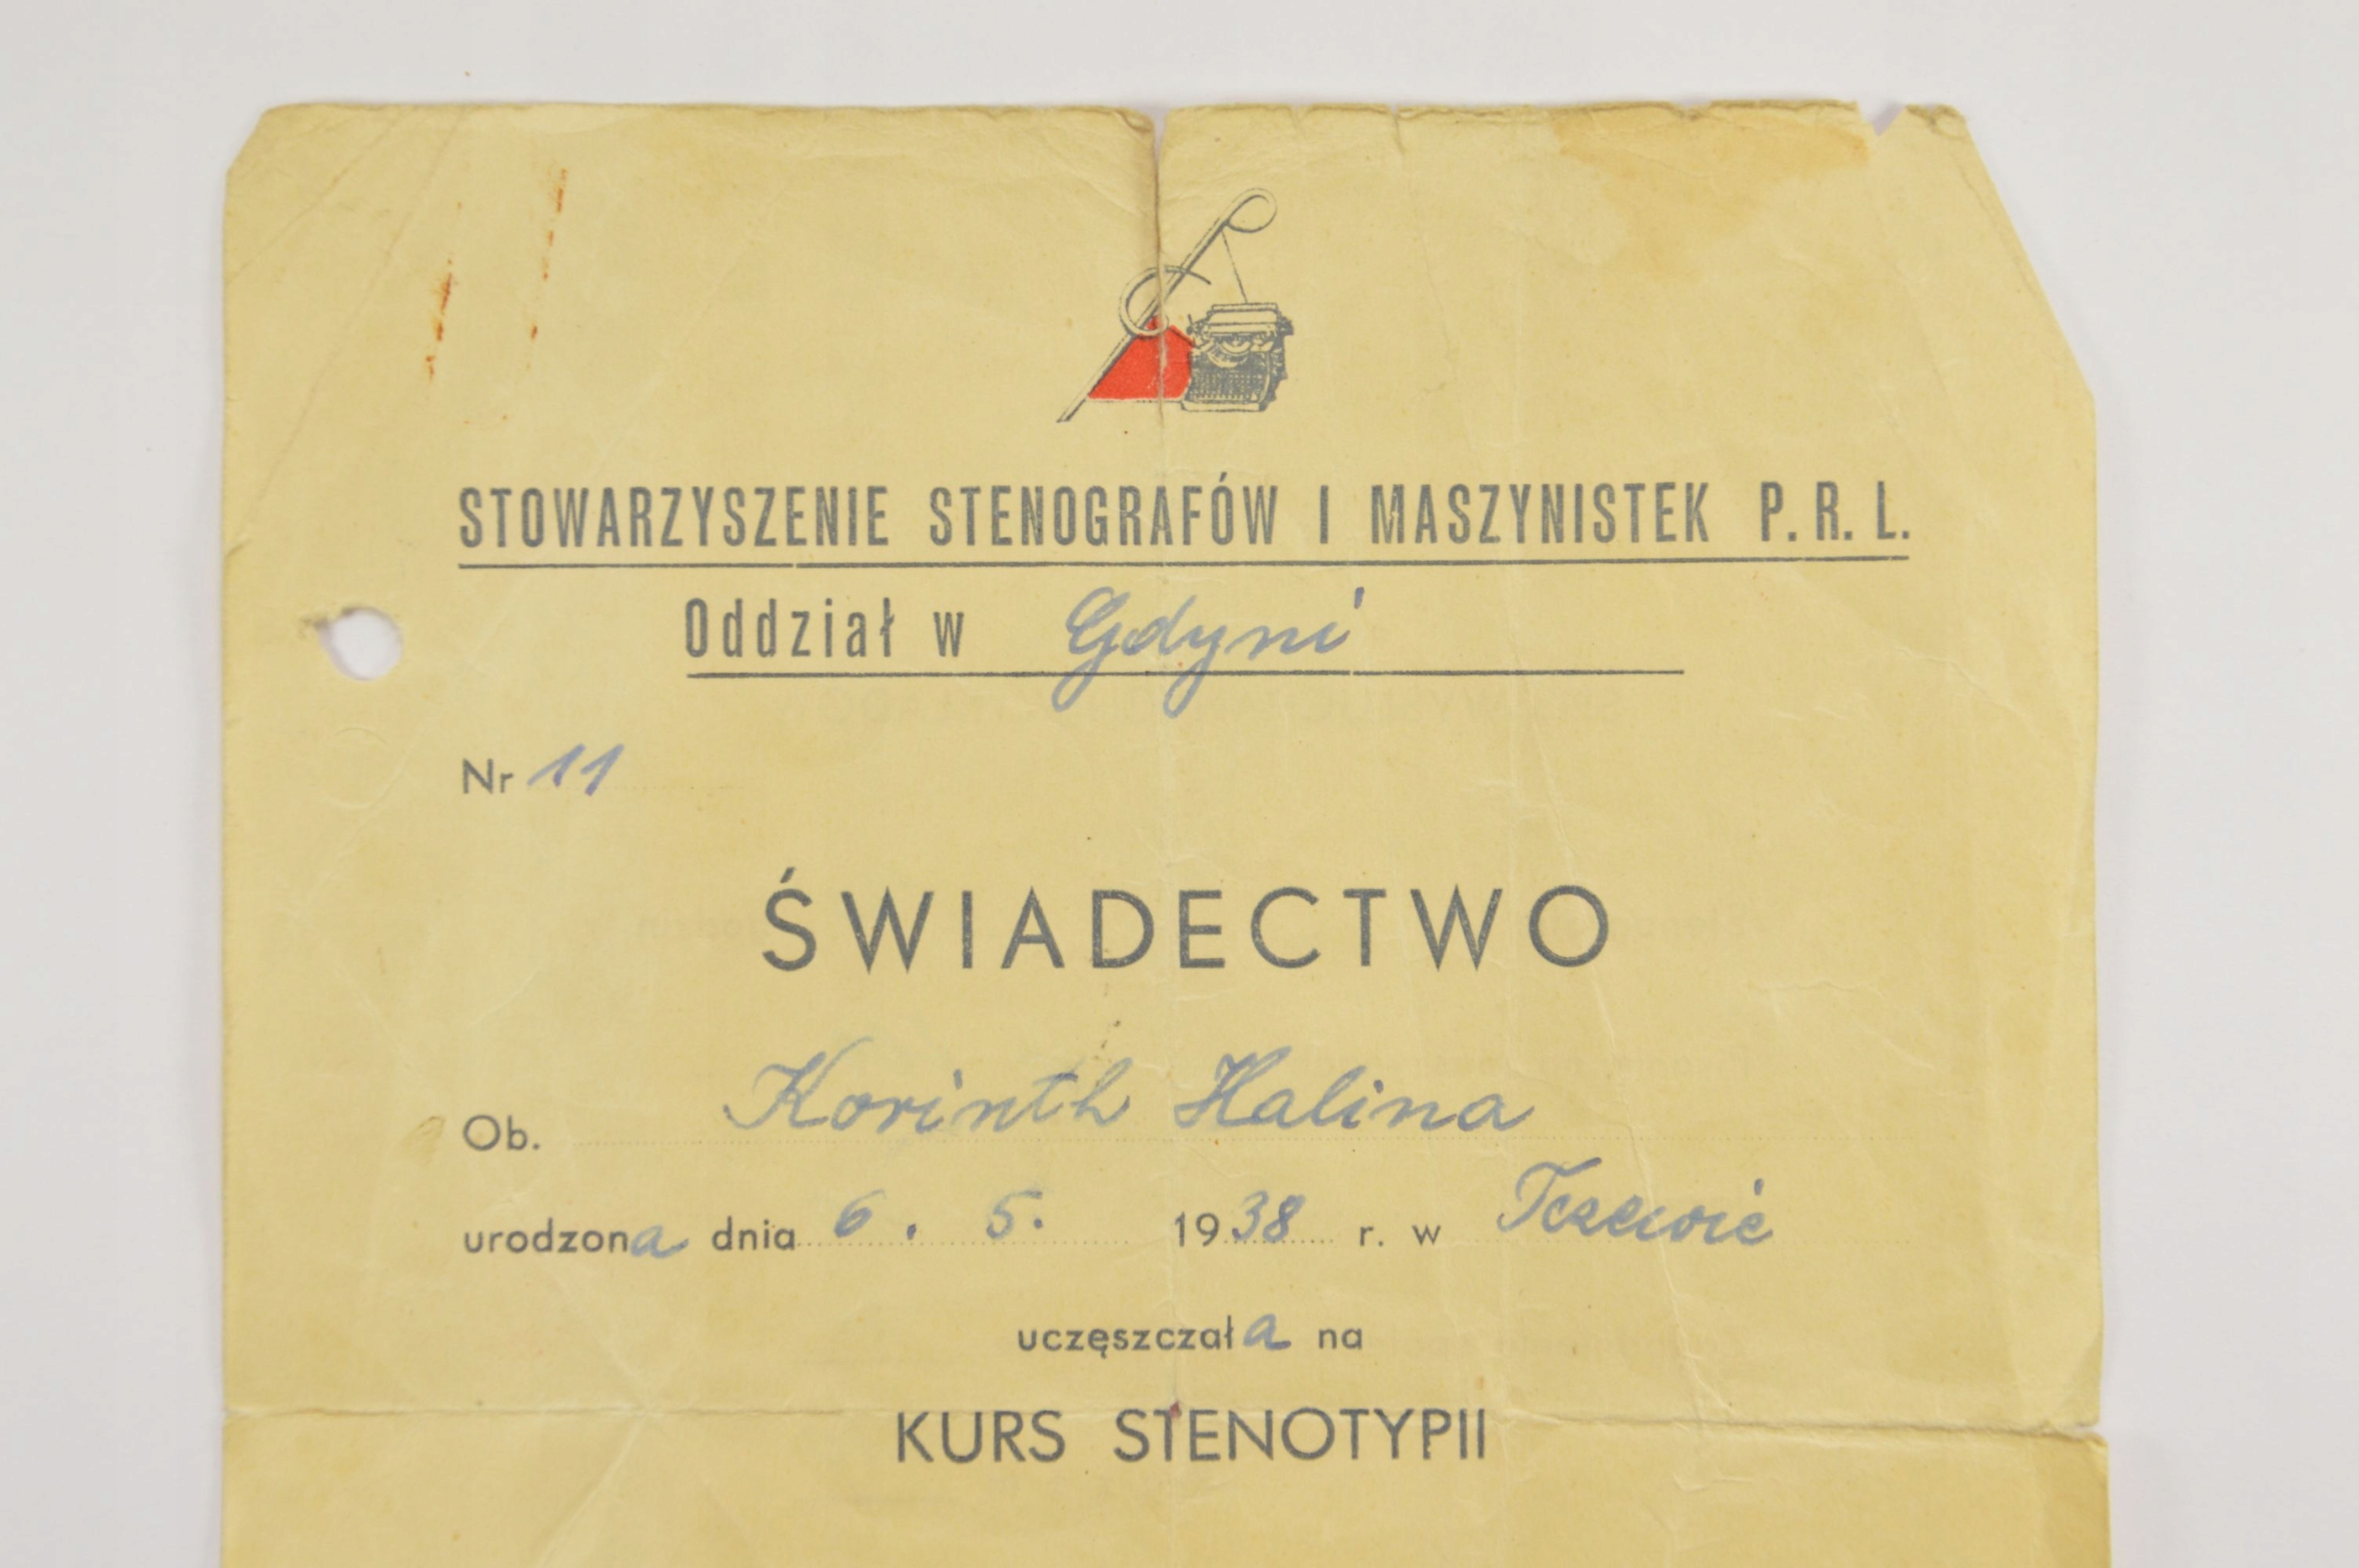 STOWARZYSZENIE STENOGRAFÓW I MASZYNISTEK P. R. L.
Oddział w Gdyni
Nr 11
ŚWIADECTWO
Ob. Korinth Halina
urodzona dnia 6. 5. 1938 r. w Tczewie
uczęszczała na
KURS STENOTYPII